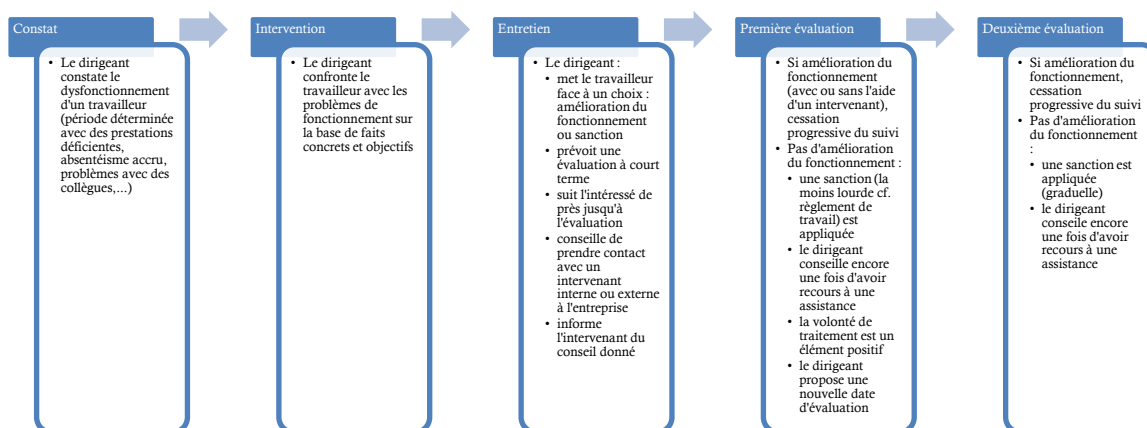 Constat
• Le dirigeant
constate le
dysfonctionnement
d'un travailleur
(période déterminée
avec des prestations
déficientes,
absentéisme accru,
problèmes avec des
collègues,...)
Intervention
• Le dirigeant
confronte le
travailleur avec les
problèmes de
fonctionnement sur
la base de faits
concrets et objectifs
Entretien
• Le dirigeant :
• met le travailleur
face à un choix :
amélioration du
fonctionnement
ou sanction
• prévoit une
évaluation à court
terme
• suit l'intéressé de
près jusqu'à
l'évaluation
• conseille de
prendre contact
avec un
intervenant
interne ou externe
à l'entreprise
• informe
l'intervenant du
conseil donné
Première évaluation
• Si amélioration du
fonctionnement
(avec ou sans l'aide
d'un intervenant),
cessation
progressive du suivi
• Pas d'amélioration
du fonctionnement :
• une sanction (la
moins lourde cf.
règlement de
travail) est
appliquée
• le dirigeant
conseille encore
une fois d'avoir
recours à une
assistance
• la volonté de
traitement est un
élément positif
• le dirigeant
propose une
nouvelle date
d'évaluation
Deuxième évaluation
• Si amélioration du
fonctionnement,
cessation
progressive du suivi
• Pas d'amélioration
du fonctionnement
:
• une sanction est
appliquée
(graduelle)
• le dirigeant
conseille encore
une fois d'avoir
recours à une
assistance